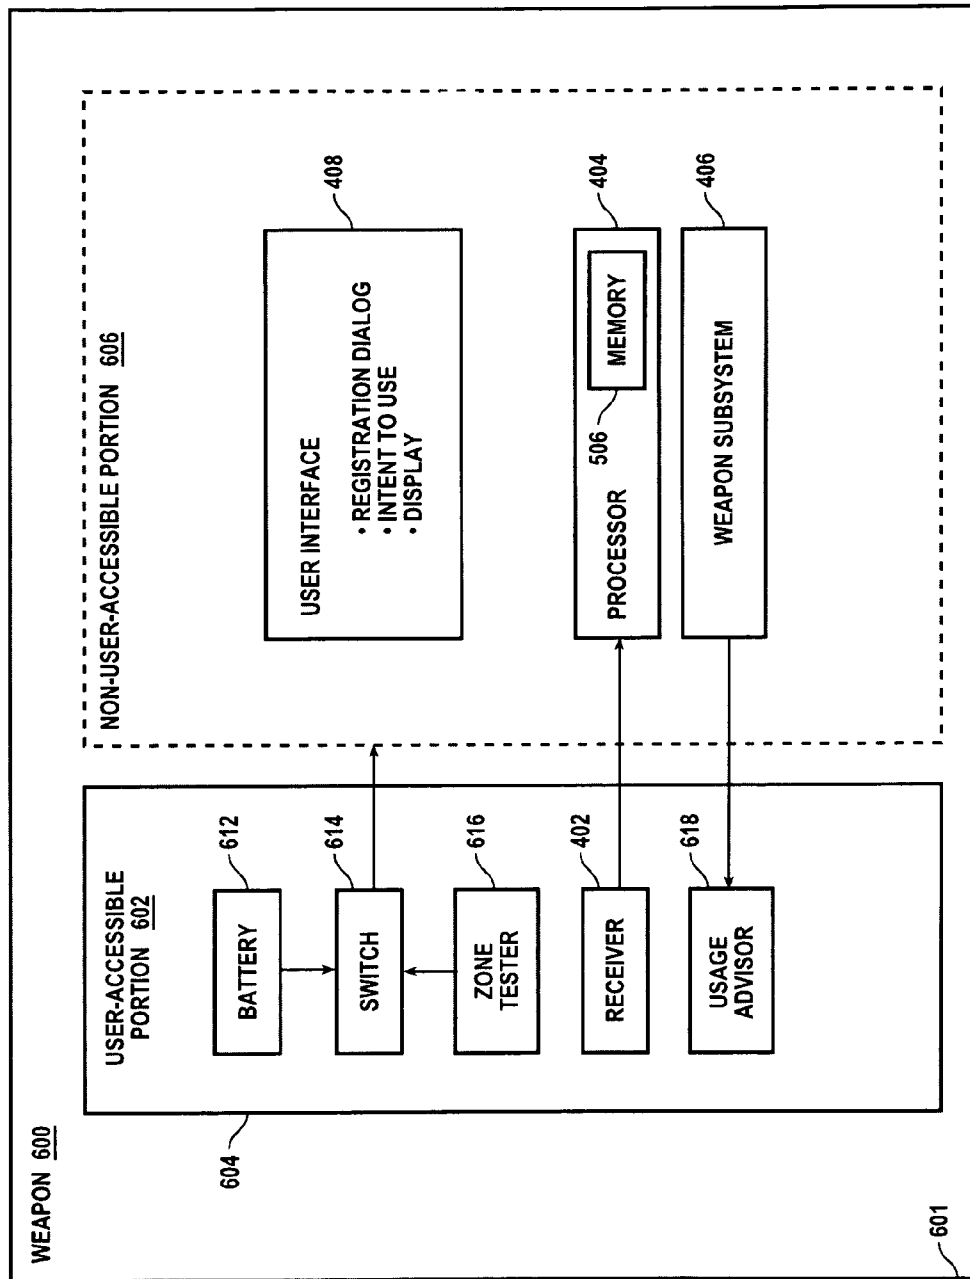 WEAPON 600
604
601
USER-ACCESSIBLE
PORTION 602
BATTERY
612
SWITCH
614
ZONE
TESTER
616
RECEIVER
402
USAGE
ADVISOR
618
NON-USER-ACCESSIBLE PORTION 606
USER INTERFACE
• REGISTRATION DIALOG
• INTENT TO USE
• DISPLAY
408
PROCESSOR
506
MEMORY
404
WEAPON SUBSYSTEM
406